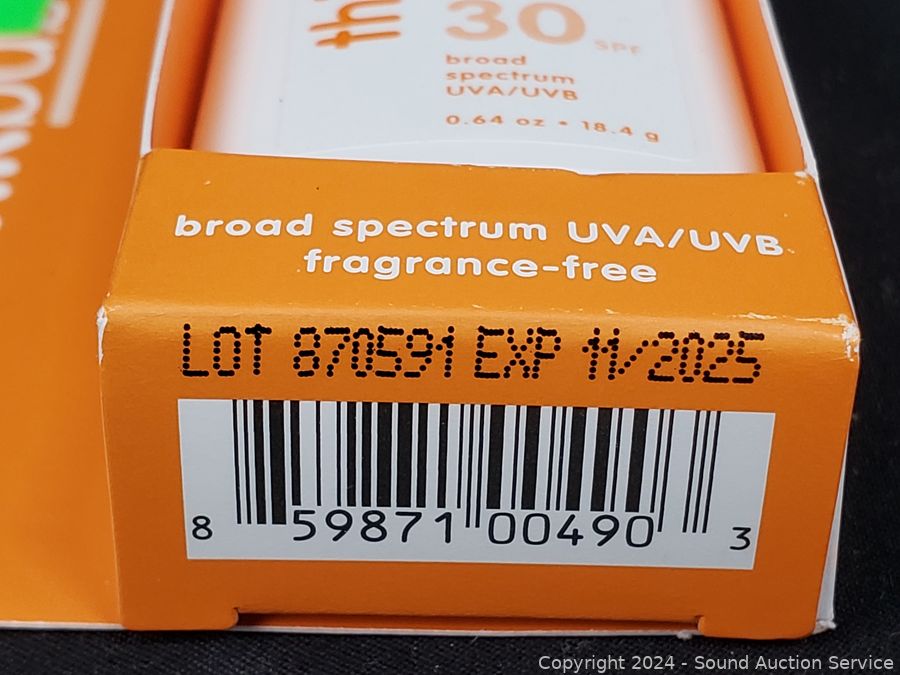 30 SPF
broad
spectrum
UVA/UVB
0.64 oz • 18.4 g
broad spectrum UVA/UVB
fragrance-free
LOT 870591 EXP 11/2025
8 59871 00490 3
Copyright 2024 - Sound Auction Service